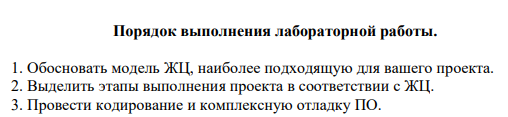 Порядок выполнения лабораторной работы.
1. Обосновать модель ЖЦ, наиболее подходящую для вашего проекта.
2. Выделить этапы выполнения проекта в соответствии с ЖЦ.
3. Провести кодирование и комплексную отладку ПО.